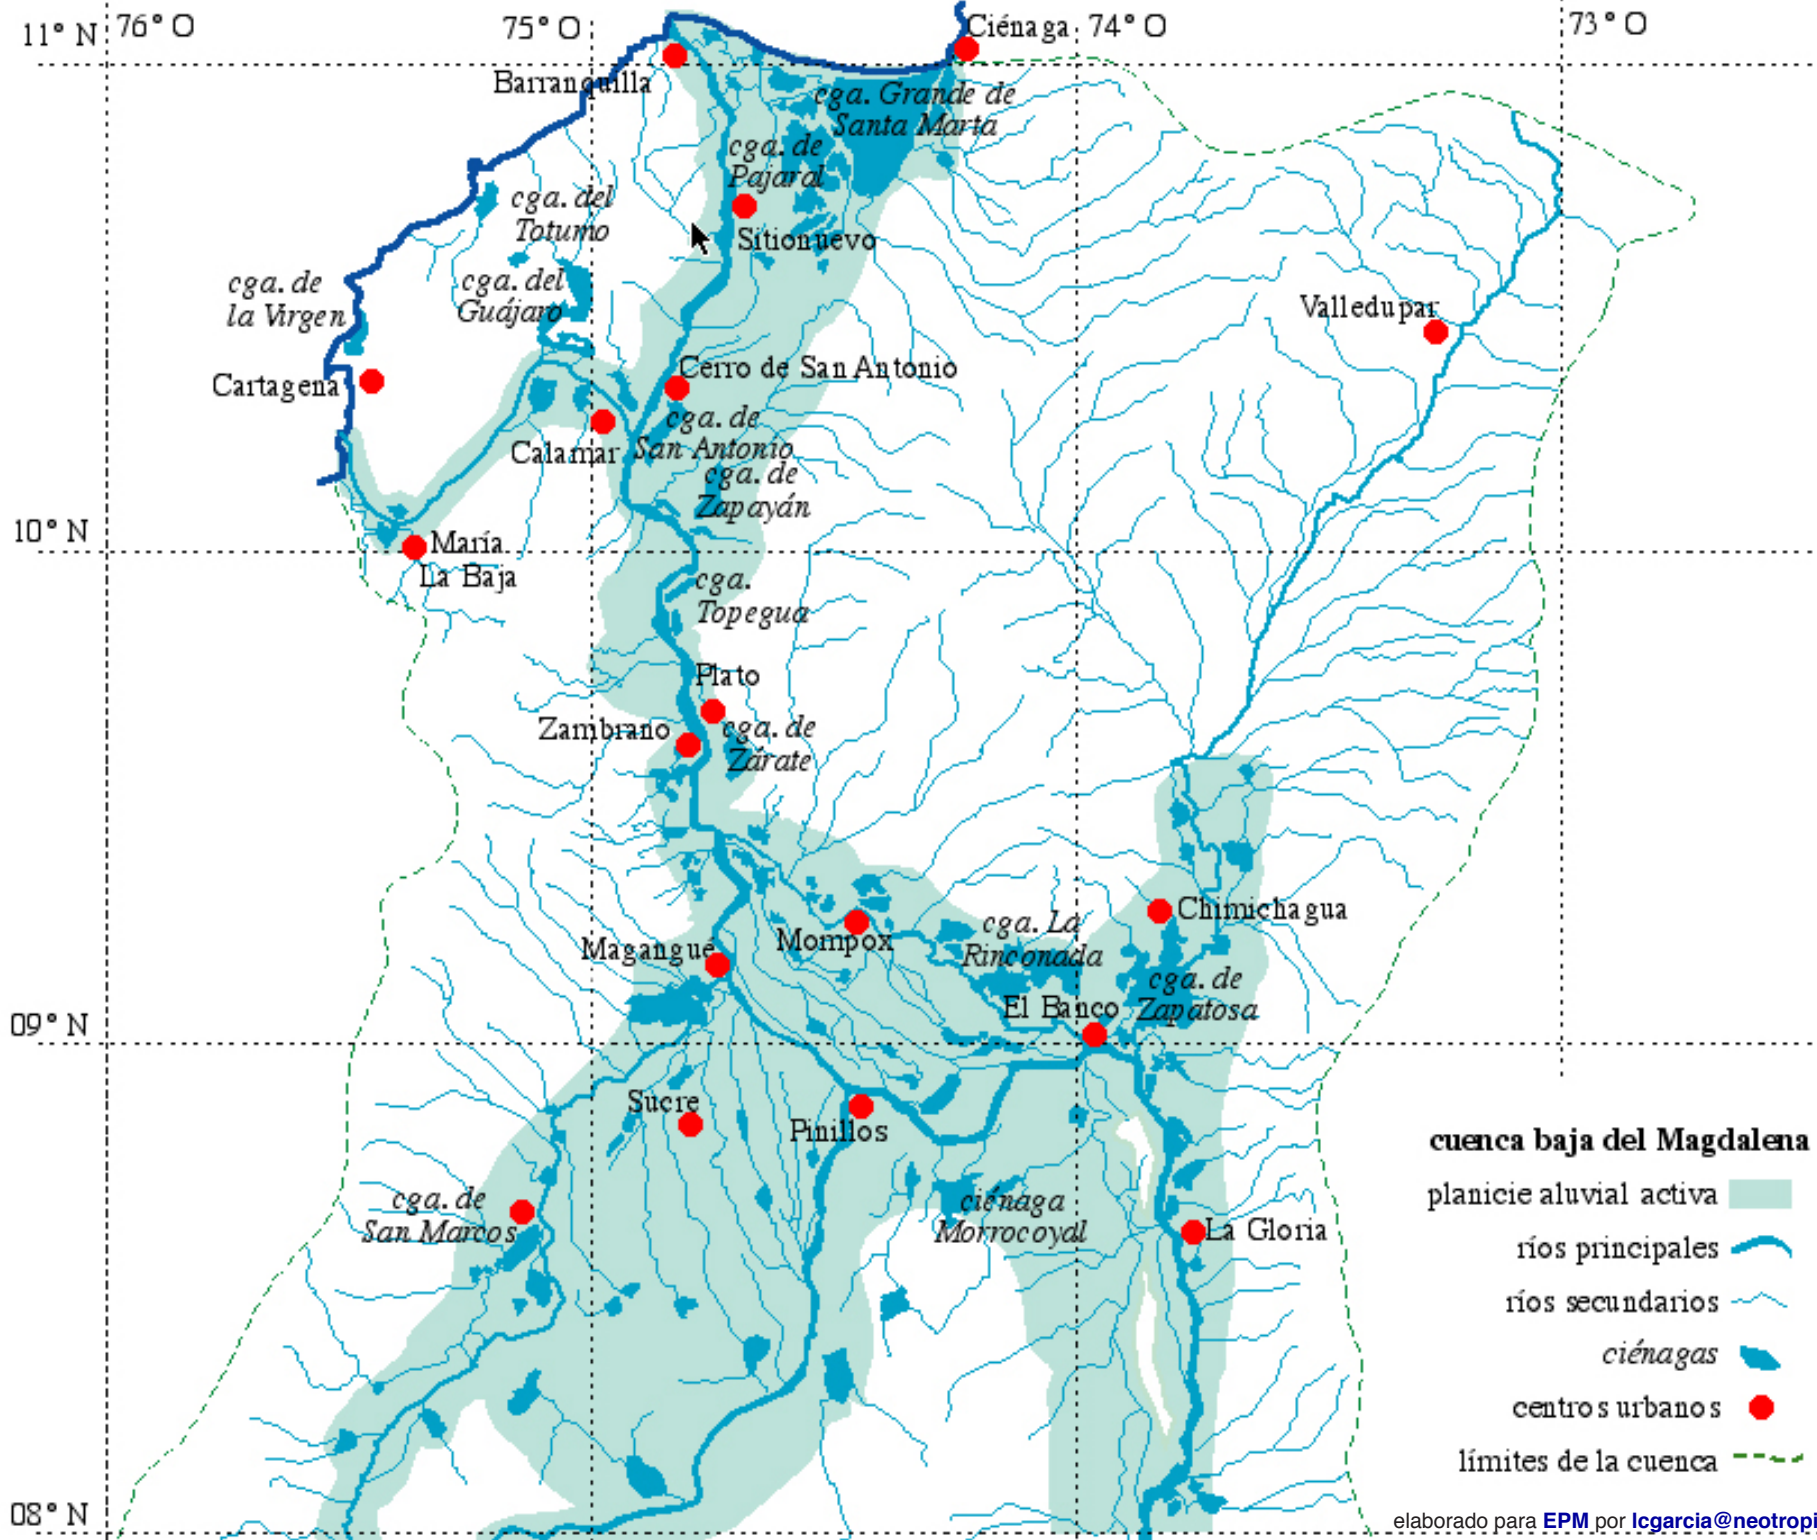 11° N
76° O
75° O
Ciénaga
74° O
73° O
Barranquilla
cga. Grande de
Santa Marta
cga. de
Pajaral
cga. del
Totumo
Sitionuevo
cga. de
la Virgen
cga. del
Guájaro
Valledupar
Cartagena
Cerro de San Antonio
cga. de
San Antonio
Calamar
cga. de
Zapayán
10° N
María
La Baja
cga.
Topegua
Plato
Zambrano
cga. de
Zárate
Chimichagua
cga. La
Rinconada
Mompox
Magangué
cga. de
Zapatosa
El Banco
09° N
Sucre
Pinillos
cga. de
San Marcos
ciénaga
Morrocoyal
La Gloria
cuenca baja del Magdalena
planicie aluvial activa
ríos principales
ríos secundarios
ciénagas
centros urbanos
límites de la cuenca
08° N
elaborado para EPM por lcgarcia@neotrop